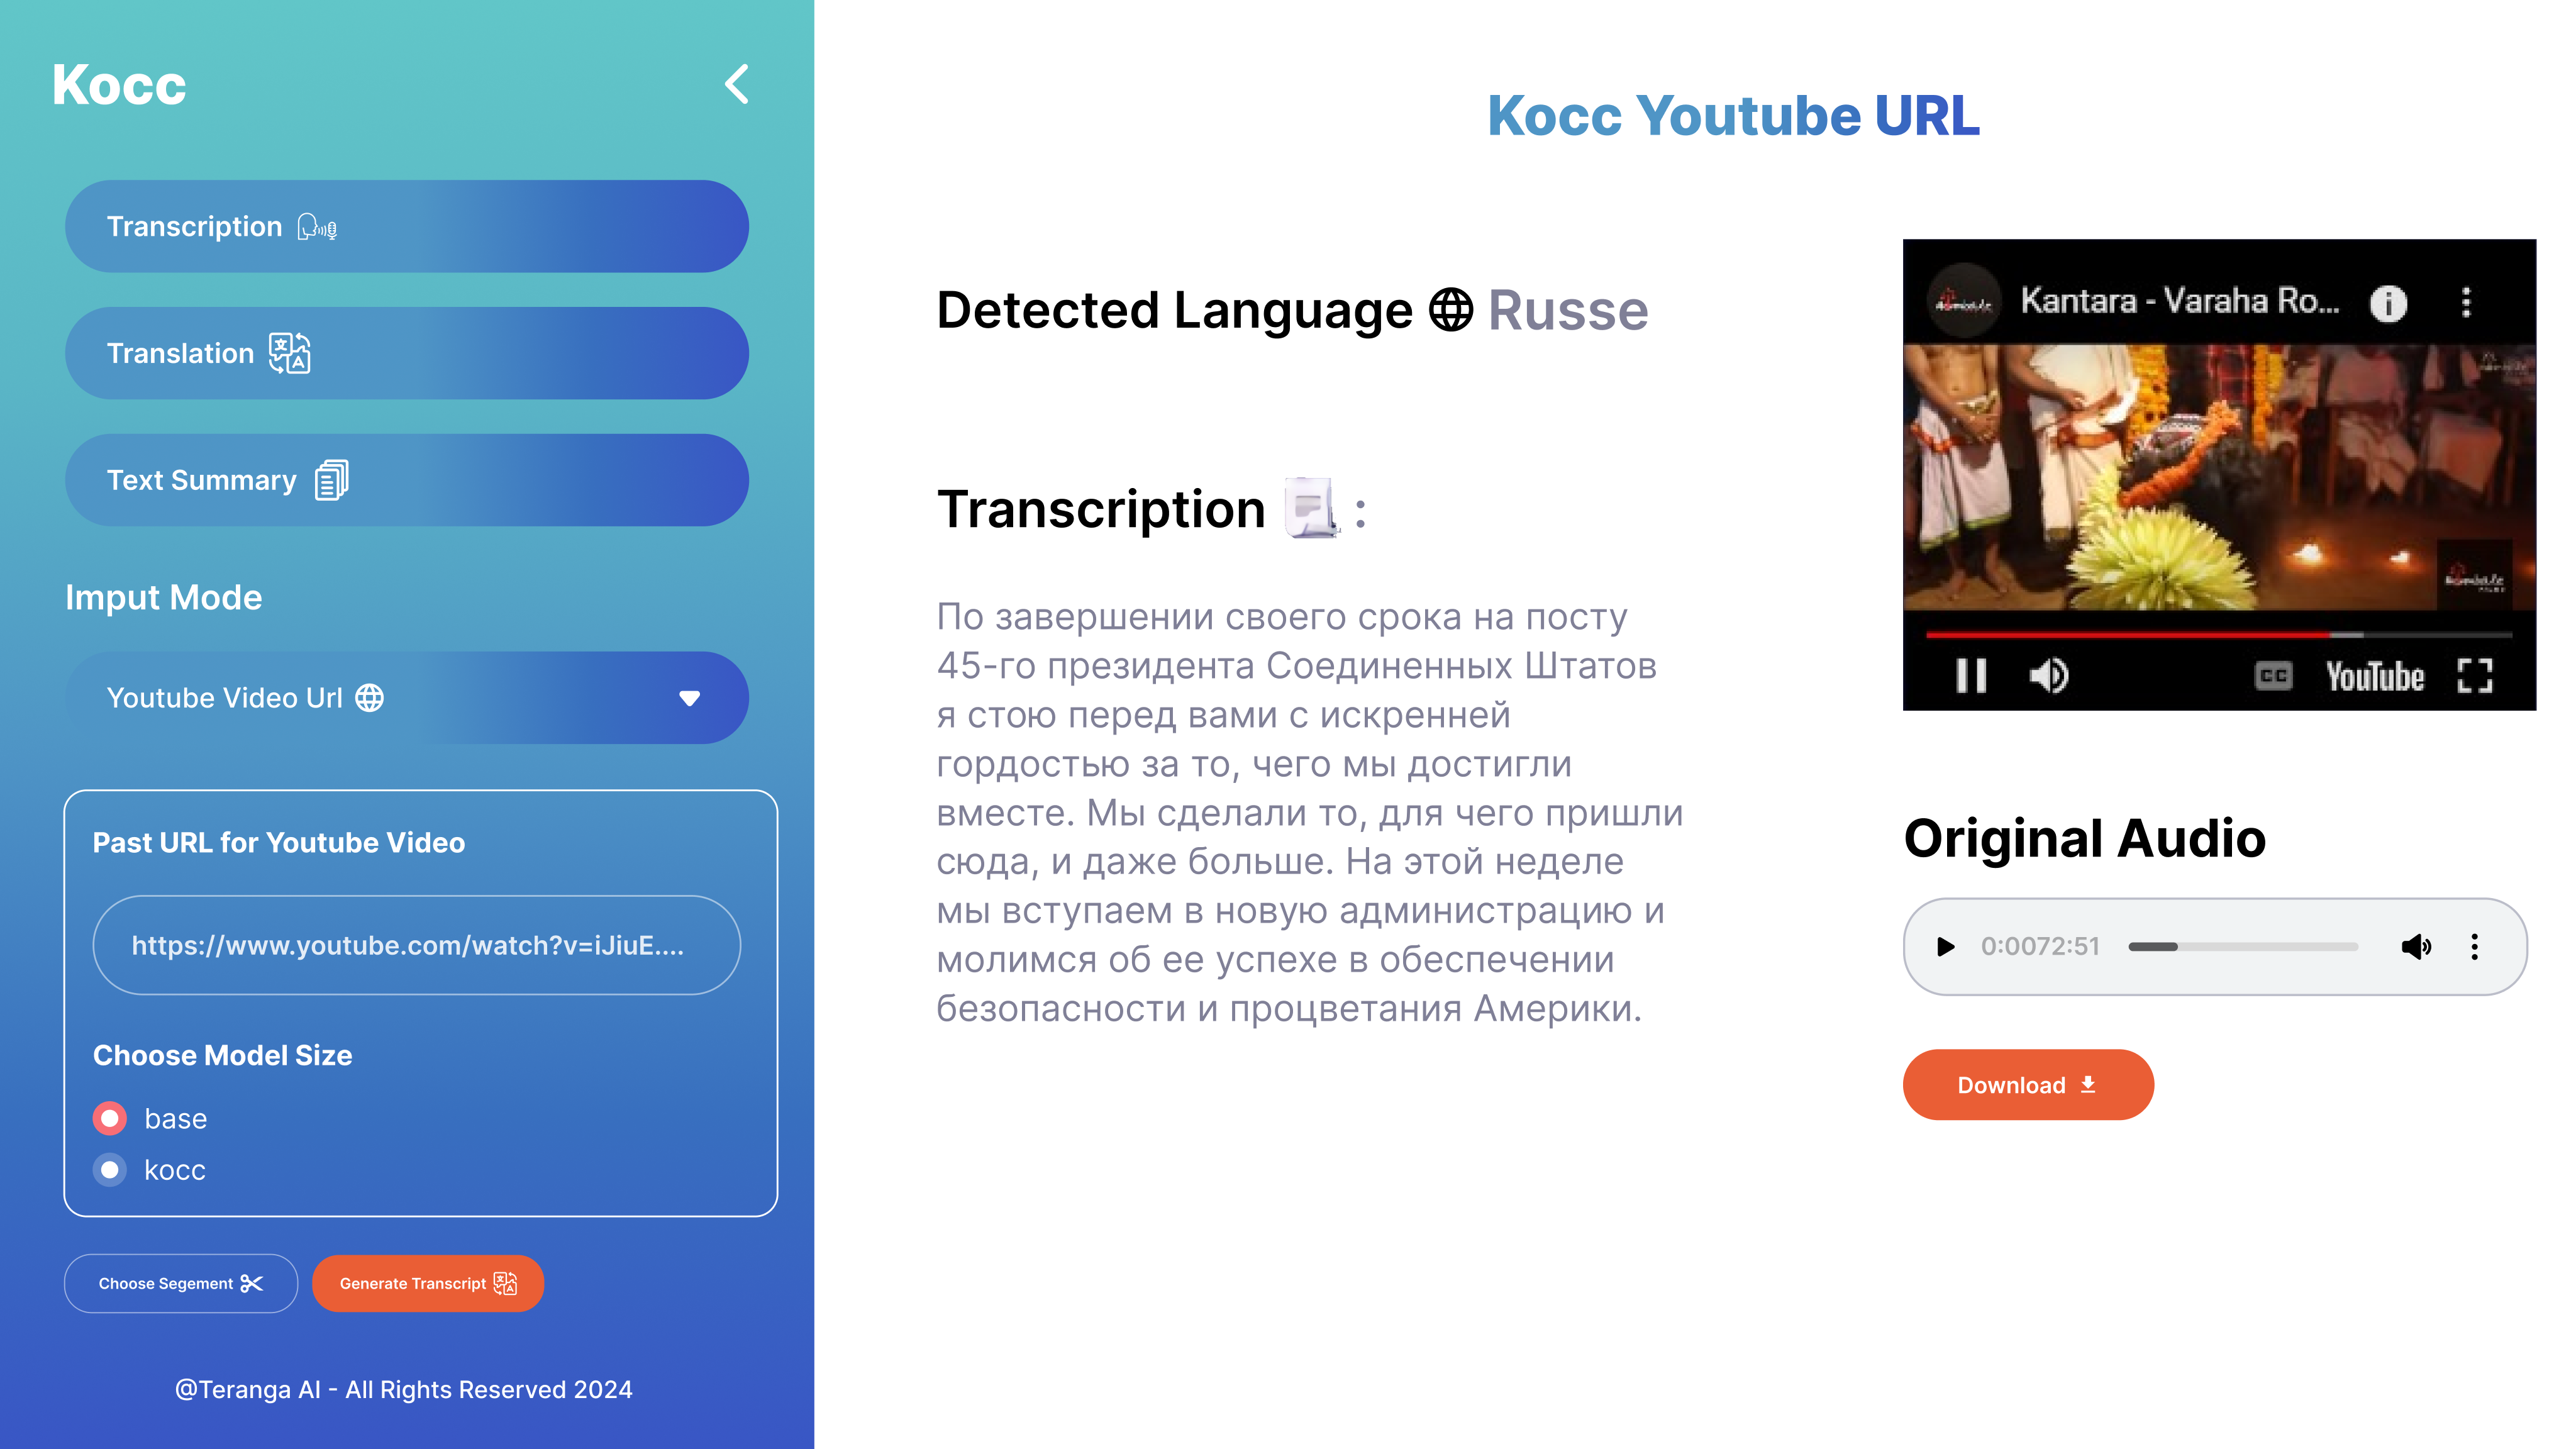 Kocc
Transcription
Translation
Text Summary
Imput Mode
Youtube Video Url
Past URL for Youtube Video
https://www.youtube.com/watch?v=iJiuE....
Choose Model Size
base
kocc
Choose Segement
Generate Transcript
@Teranga AI - All Rights Reserved 2024
Kocc Youtube URL
Detected Language Russe
Transcription :
По завершении своего срока на посту
45-го президента Соединенных Штатов
я стою перед вами с искренней
гордостью за то, чего мы достигли
вместе. Мы сделали то, для чего пришли
сюда, и даже больше. На этой неделе
мы вступаем в новую администрацию и
молимся об ее успехе в обеспечении
безопасности и процветания Америки.
Kantara - Varaha Ro...
CC YouTube
Original Audio
0:0072:51
Download